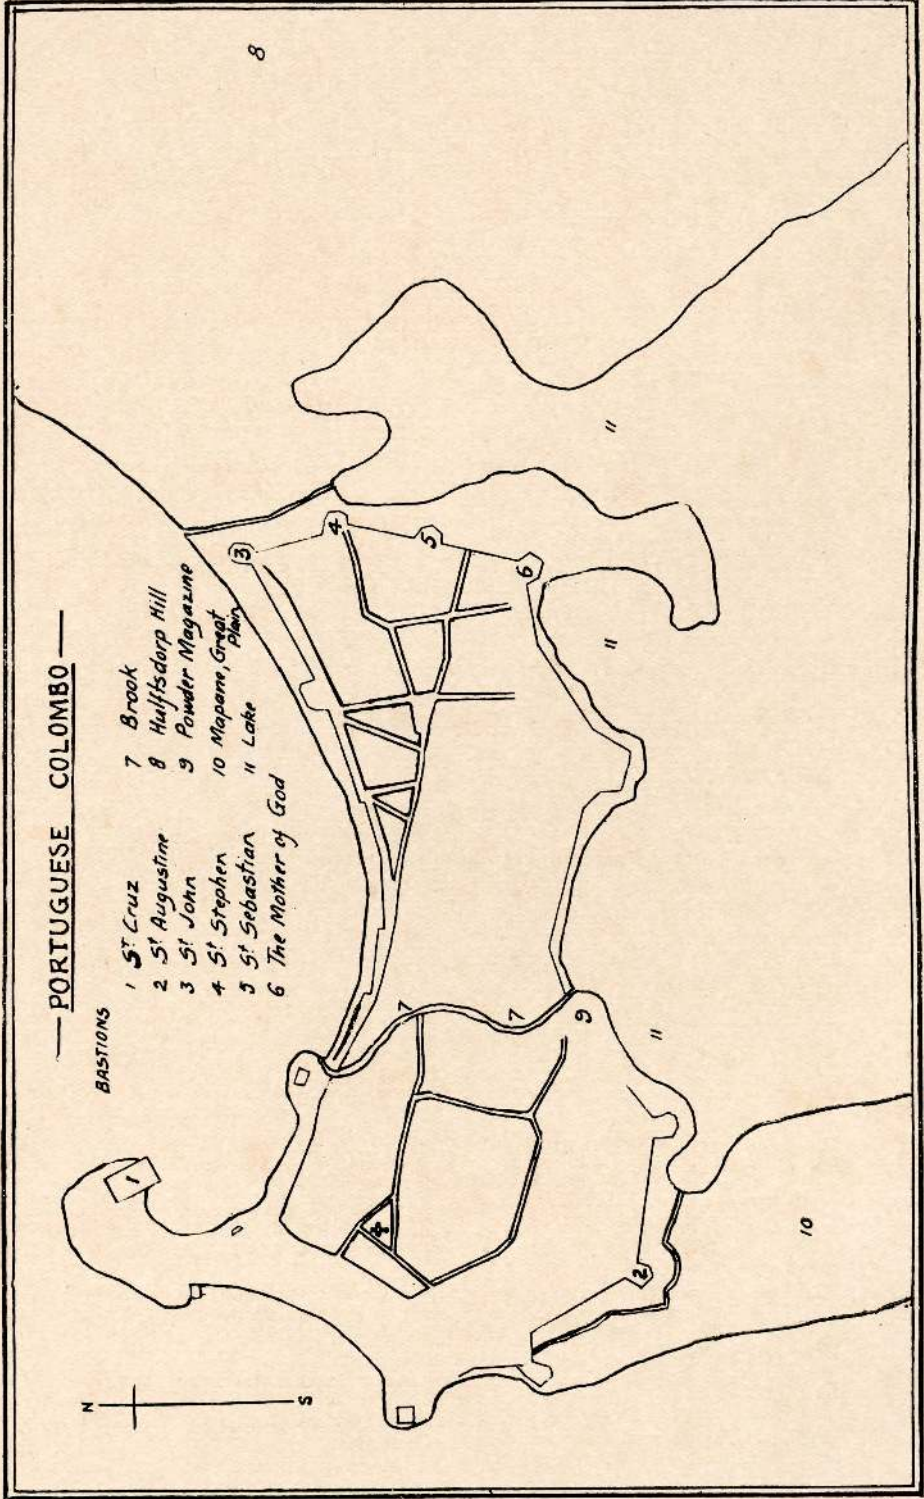 — PORTUGUESE COLOMBO —
BASTIONS
1 St Cruz
2 St Augustine
3 St John
4 St Stephen
5 St Sebastian
6 The Mother of God
7 Brook
8 Hulftsdorp Hill
9 Powder Magazine
10 Mapane, Great
Plain
11 Lake
N
S
1
2
3
4
5
6
7
7
8
9
10
11
11
11